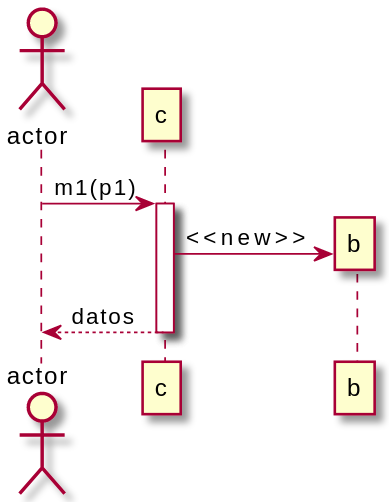 actor
c
m1(p1)
<<new>>
b
datos
actor
c
b